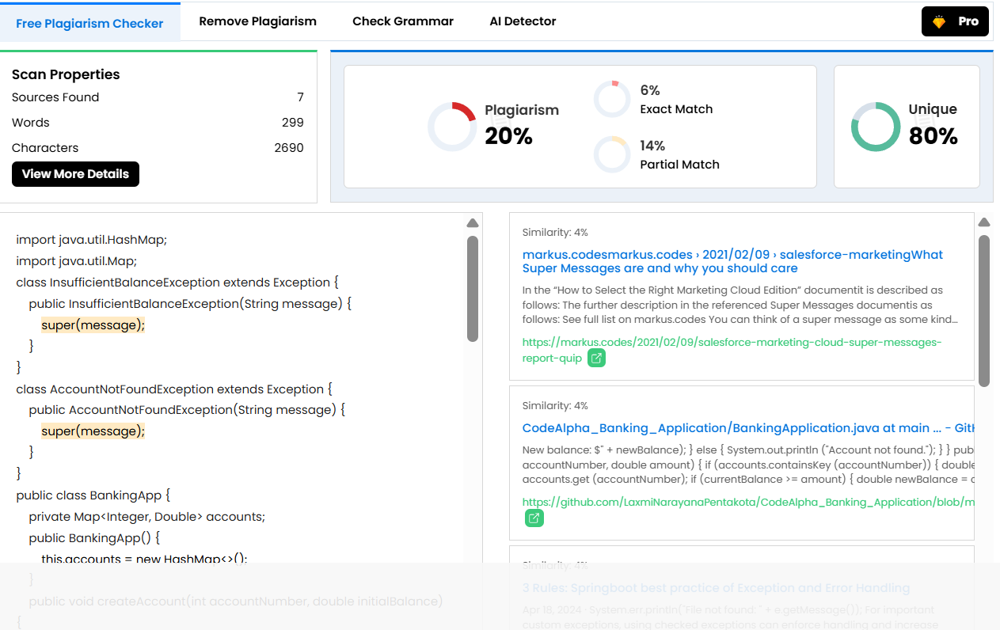 Free Plagiarism Checker
Remove Plagiarism
Check Grammar
AI Detector
Pro
Scan Properties
Sources Found 7
Words 299
Characters 2690
View More Details
Plagiarism
20%
6%
Exact Match
14%
Partial Match
Unique
80%
import java.util.HashMap;
import java.util.Map;
class InsufficientBalanceException extends Exception {
public InsufficientBalanceException(String message) {
super(message);
}
}
class AccountNotFoundException extends Exception {
public AccountNotFoundException(String message) {
super(message);
}
}
public class BankingApp {
private Map<Integer, Double> accounts;
public BankingApp() {
this.accounts = new HashMap<>();
}
public void createAccount(int accountNumber, double initialBalance)
{
Similarity: 4%
markus.codesmarkus.codes › 2021/02/09 › salesforce-marketingWhat
Super Messages are and why you should care
In the “How to Select the Right Marketing Cloud Edition” documentit is described as
follows: The further description in the referenced Super Messages documentis as
follows: See full list on markus.codes You can think of a super message as some kind...
https://markus.codes/2021/02/09/salesforce-marketing-cloud-super-messages-
report-quip
Similarity: 4%
CodeAlpha_Banking_Application/BankingApplication.java at main ... - GitH
New balance: $" + newBalance); } else { System.out.println ("Account not found."); } } pub
accountNumber, double amount) { if (accounts.containsKey (accountNumber)) { double
accounts.get (accountNumber); if (currentBalance >= amount) { double newBalance = c
https://github.com/LaxmiNarayanaPentakota/CodeAlpha_Banking_Application/blob/m
Similarity: 4%
3 Rules: Springboot best practice of Exception and Error Handling
Apr 18, 2024 · System.err.println("File not found: " + e.getMessage()); For important
custom exceptions, using checked exceptions can enforce handling and increase